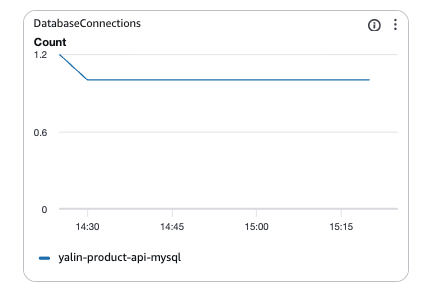 DatabaseConnections
Count
1.2
0.6
0
14:30 14:45 15:00 15:15
yalin-product-api-mysql